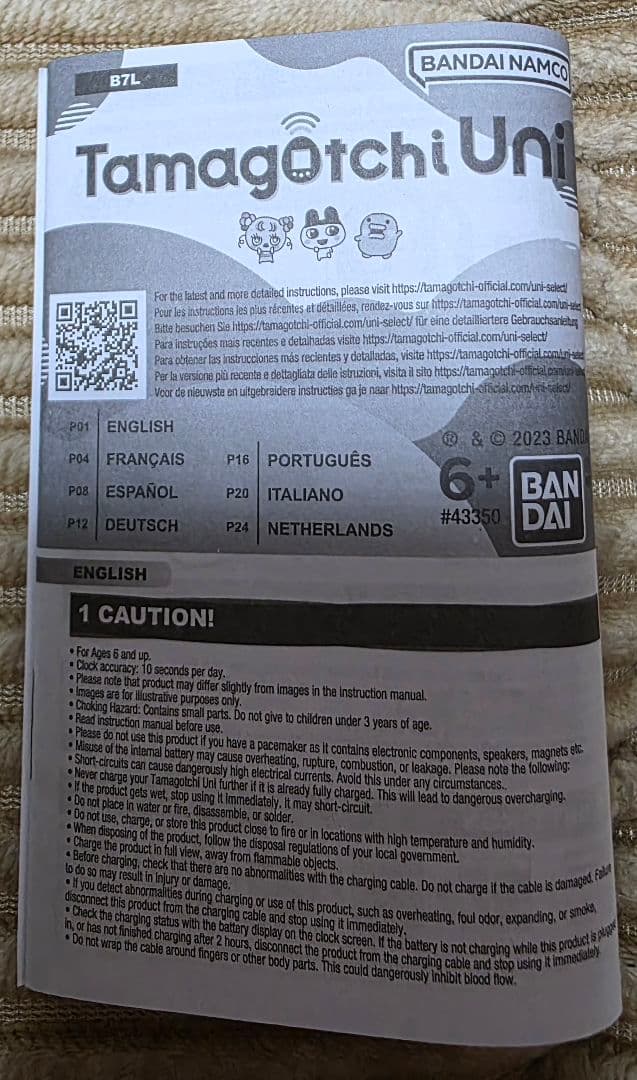 B7L
BANDAI NAMCO
Tamagotchi Uni
For the latest and more detailed instructions, please visit https://tamagotchi-official.com/uni-select/
Pour les instructions les plus récentes et détaillées, rendez-vous sur https://tamagotchi-official.com/uni-select
Bitte besuchen Sie https://tamagotchi-official.com/uni-select/ für eine detailliertere Gebrauchsanleitung
Para instruções mais recentes e detalhadas visite https://tamagotchi-official.com/uni-select/
Para obtener las instrucciones más recientes y detalladas, visite https://tamagotchi-official.com/uni-select
Per la versione più recente e dettagliata delle istruzioni, visita il sito https://tamagotchi-official.com/uni-select
Voor de nieuwste en uitgebreidere instructies ga je naar https://tamagotchi-official.com/uni-select/
P01 ENGLISH
P04 FRANÇAIS
P08 ESPAÑOL
P12 DEUTSCH
P16 PORTUGUÊS
P20 ITALIANO
P24 NETHERLANDS
® & © 2023 BANDA
6+
#43350
BAN
DAI
ENGLISH
1 CAUTION!
• For Ages 6 and up.
• Clock accuracy: 10 seconds per day.
• Please note that product may differ slightly from images in the instruction manual.
• Images are for illustrative purposes only.
• Choking Hazard: Contains small parts. Do not give to children under 3 years of age.
• Read instruction manual before use.
• Please do not use this product if you have a pacemaker as it contains electronic components, speakers, magnets etc.
• Misuse of the internal battery may cause overheating, rupture, combustion, or leakage. Please note the following:
• Short-circuits can cause dangerously high electrical currents. Avoid this under any circumstances..
• Never charge your Tamagotchi Uni further if it is already fully charged. This will lead to dangerous overcharging.
• If the product gets wet, stop using it immediately. It may short-circuit.
• Do not place in water or fire, disassemble, or solder.
• Do not use, charge, or store this product close to fire or in locations with high temperature and humidity.
• When disposing of the product, follow the disposal regulations of your local government.
• Charge the product in full view, away from flammable objects.
• Before charging, check that there are no abnormalities with the charging cable. Do not charge if the cable is damaged. Failure
to do so may result in injury or damage.
• If you detect abnormalities during charging or use of this product, such as overheating, foul odor, expanding, or smoke,
disconnect this product from the charging cable and stop using it immediately.
• Check the charging status with the battery display on the clock screen. If the battery is not charging while this product is plugged
in, or has not finished charging after 2 hours, disconnect the product from the charging cable and stop using it immediately.
• Do not wrap the cable around fingers or other body parts. This could dangerously inhibit blood flow.